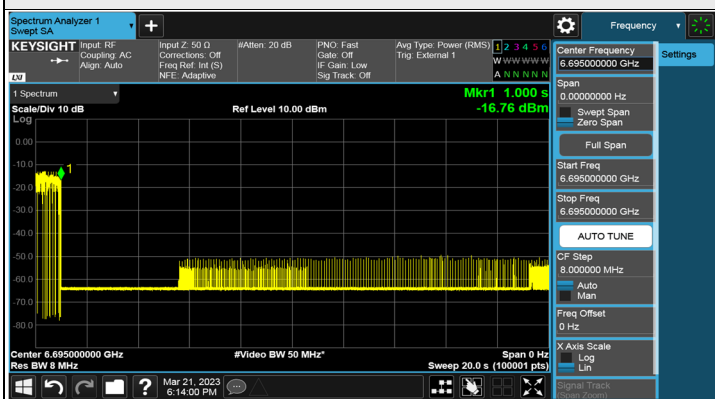 Spectrum Analyzer 1
Swept SA
Frequency
KEYSIGHT
Input: RF
Coupling: AC
Align: Auto
Input Z: 50 Ω
Corrections: Off
Freq Ref: Int (S)
NFE: Adaptive
#Atten: 20 dB
PNO: Fast
Gate: Off
IF Gain: Low
Sig Track: Off
Avg Type: Power (RMS)
Trig: External 1
1 2 3 4 5 6
W W W W W W
A N N N N N
LXI
1 Spectrum
Scale/Div 10 dB
Ref Level 10.00 dBm
Mkr1 1.000 s
-16.76 dBm
Log
0.00
-10.0
-20.0
-30.0
-40.0
-50.0
-60.0
-70.0
-80.0
1
Center 6.695000000 GHz
Res BW 8 MHz
#Video BW 50 MHz*
Span 0 Hz
Sweep 20.0 s (100001 pts)
Mar 21, 2023
6:14:00 PM
?
Center Frequency
6.695000000 GHz
Settings
Span
0.00000000 Hz
Swept Span
Zero Span
Full Span
Start Freq
6.695000000 GHz
Stop Freq
6.695000000 GHz
AUTO TUNE
CF Step
8.000000 MHz
Auto
Man
Freq Offset
0 Hz
X Axis Scale
Log
Lin
Signal Track
(Span Zoom)